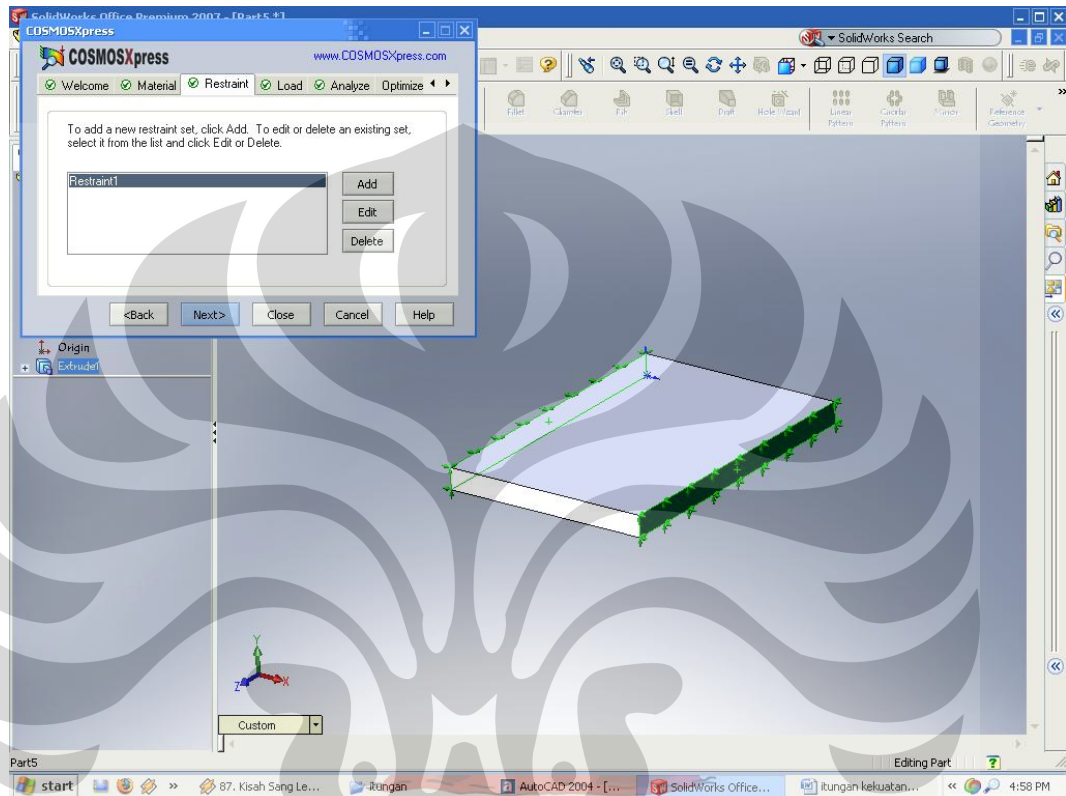 SolidWorks Office Premium 2007 - [Part5 *]
COSMOSXpress
SolidWorks Search
COSMOSXpress
www.COSMOSXpress.com
Welcome Material Restraint Load Analyze Optimize
Fillet Chamfer Rib Shell Draft Hole Wizard Linear Pattern Circular Pattern Mirror Reference Geometry
To add a new restraint set, click Add. To edit or delete an existing set,
select it from the list and click Edit or Delete.
Restraint1
Add
Edit
Delete
<Back Next> Close Cancel Help
Origin
Extrude1
Y
Z X
Custom
Part5
Editing Part
start
87. Kisah Sang Le...
itungan
AutoCAD 2004 - [...
SolidWorks Office...
itungan kekuatan...
4:58 PM